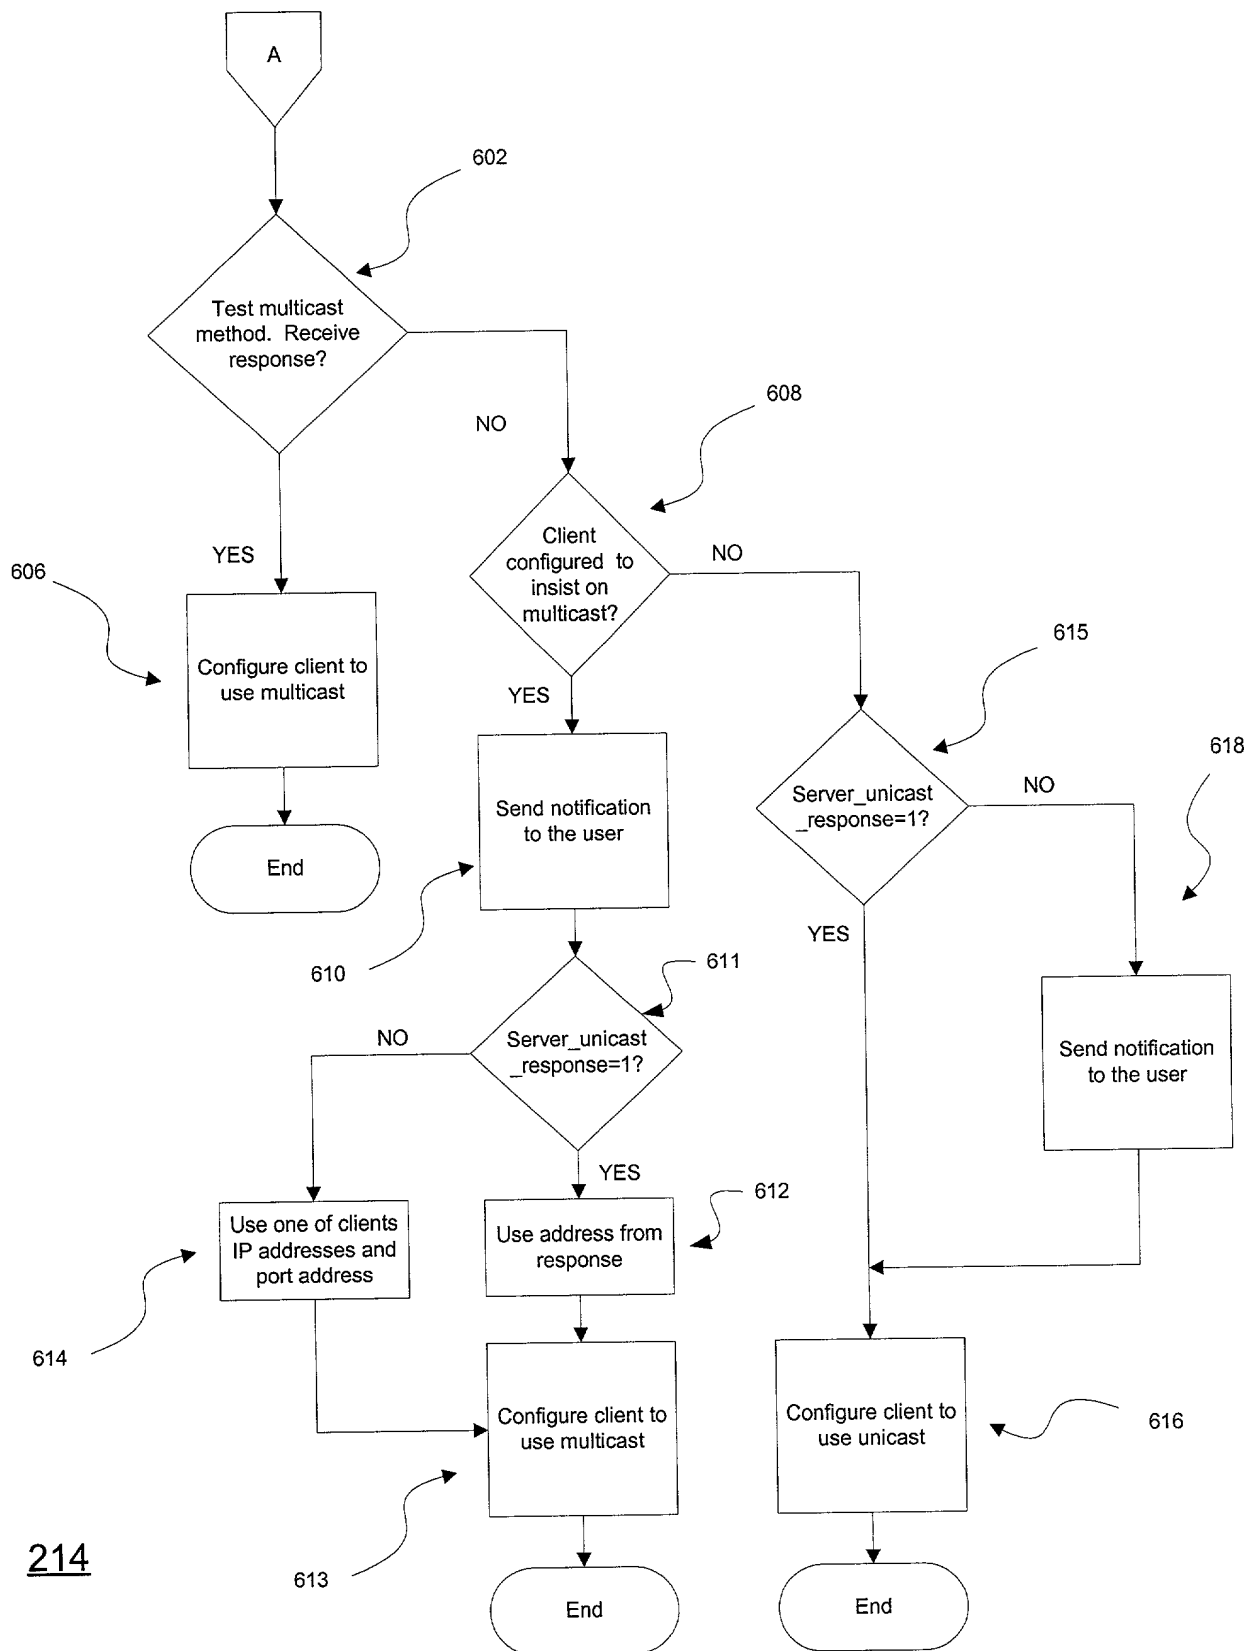 A
602
Test multicast
method.  Receive
response?
608
NO
YES
Client
configured  to
insist on
multicast?
NO
606
Configure client to
use multicast
615
YES
618
Send notification
to the user
Server_unicast
_response=1?
NO
End
YES
610
611
NO
Server_unicast
_response=1?
Send notification
to the user
YES
612
Use one of clients
IP addresses and
port address
Use address from
response
614
Configure client to
use multicast
Configure client to
use unicast
616
214
613
End
End